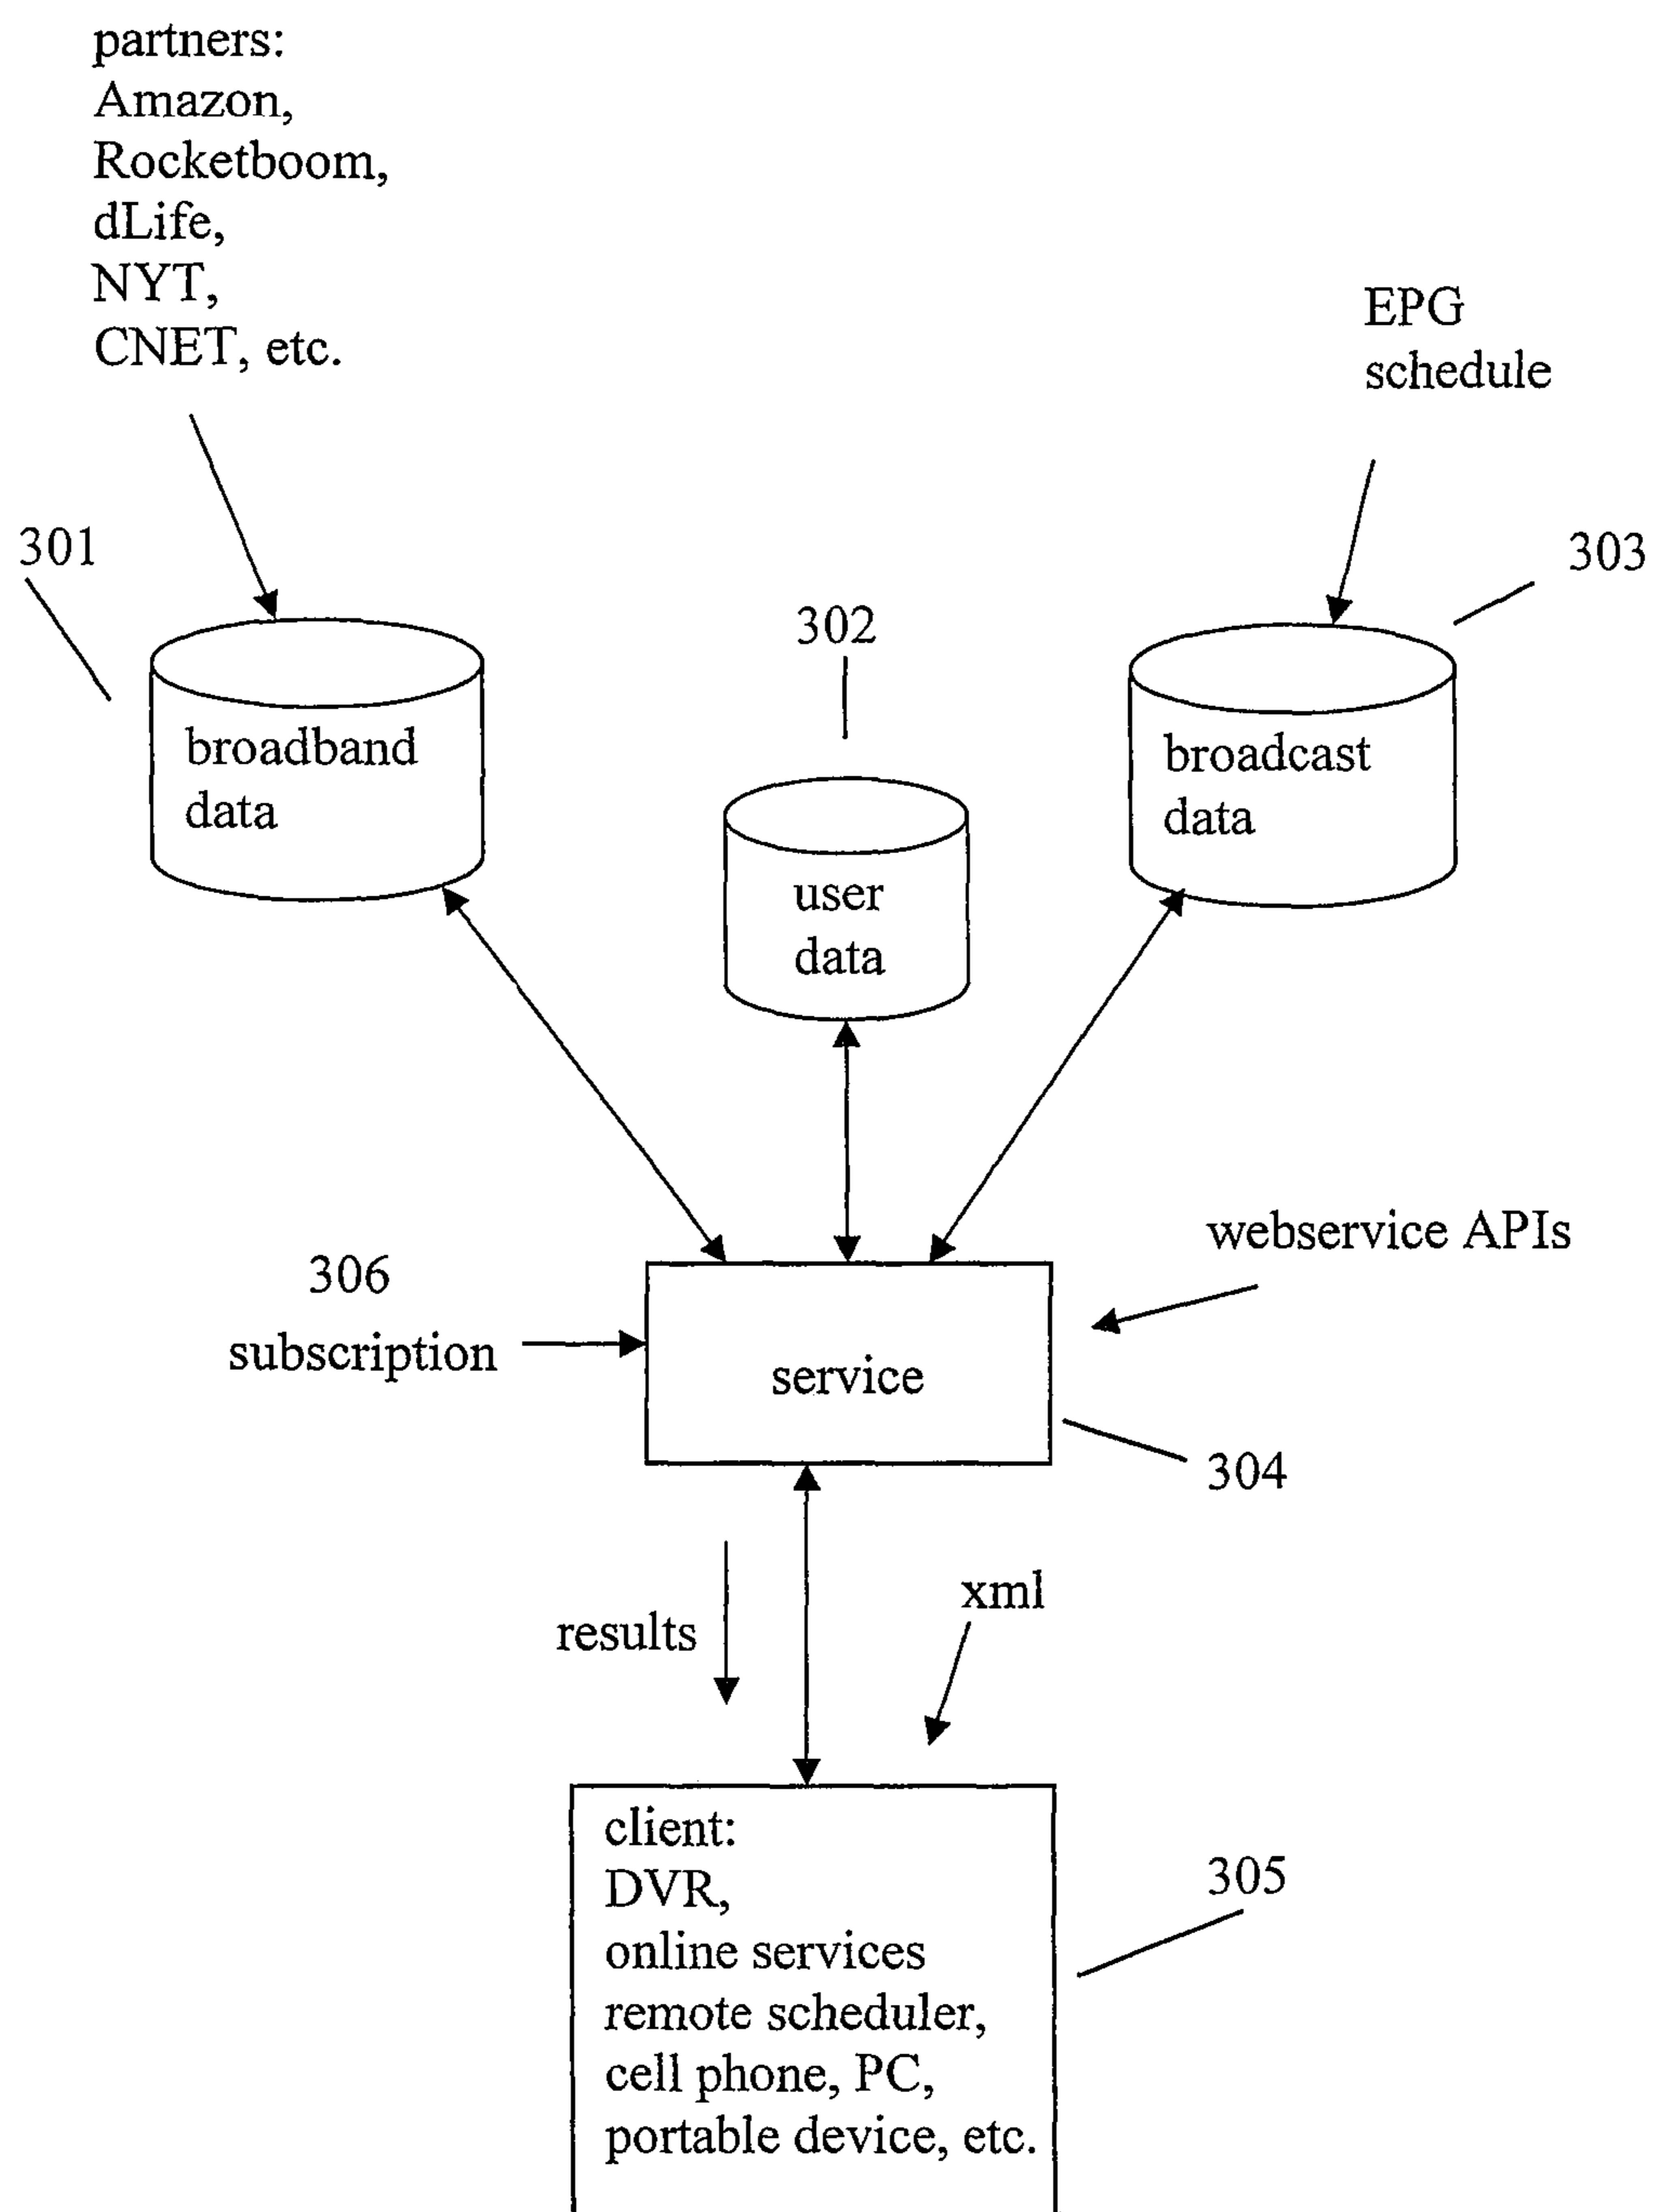 partners:
Amazon,
Rocketboom,
dLife,
NYT,
CNET, etc.
EPG
schedule
301
303
302
broadband
data
broadcast
data
user
data
webservice APIs
306
subscription
service
304
xml
results
client:
DVR,
online services
remote scheduler,
cell phone, PC,
portable device, etc.
305